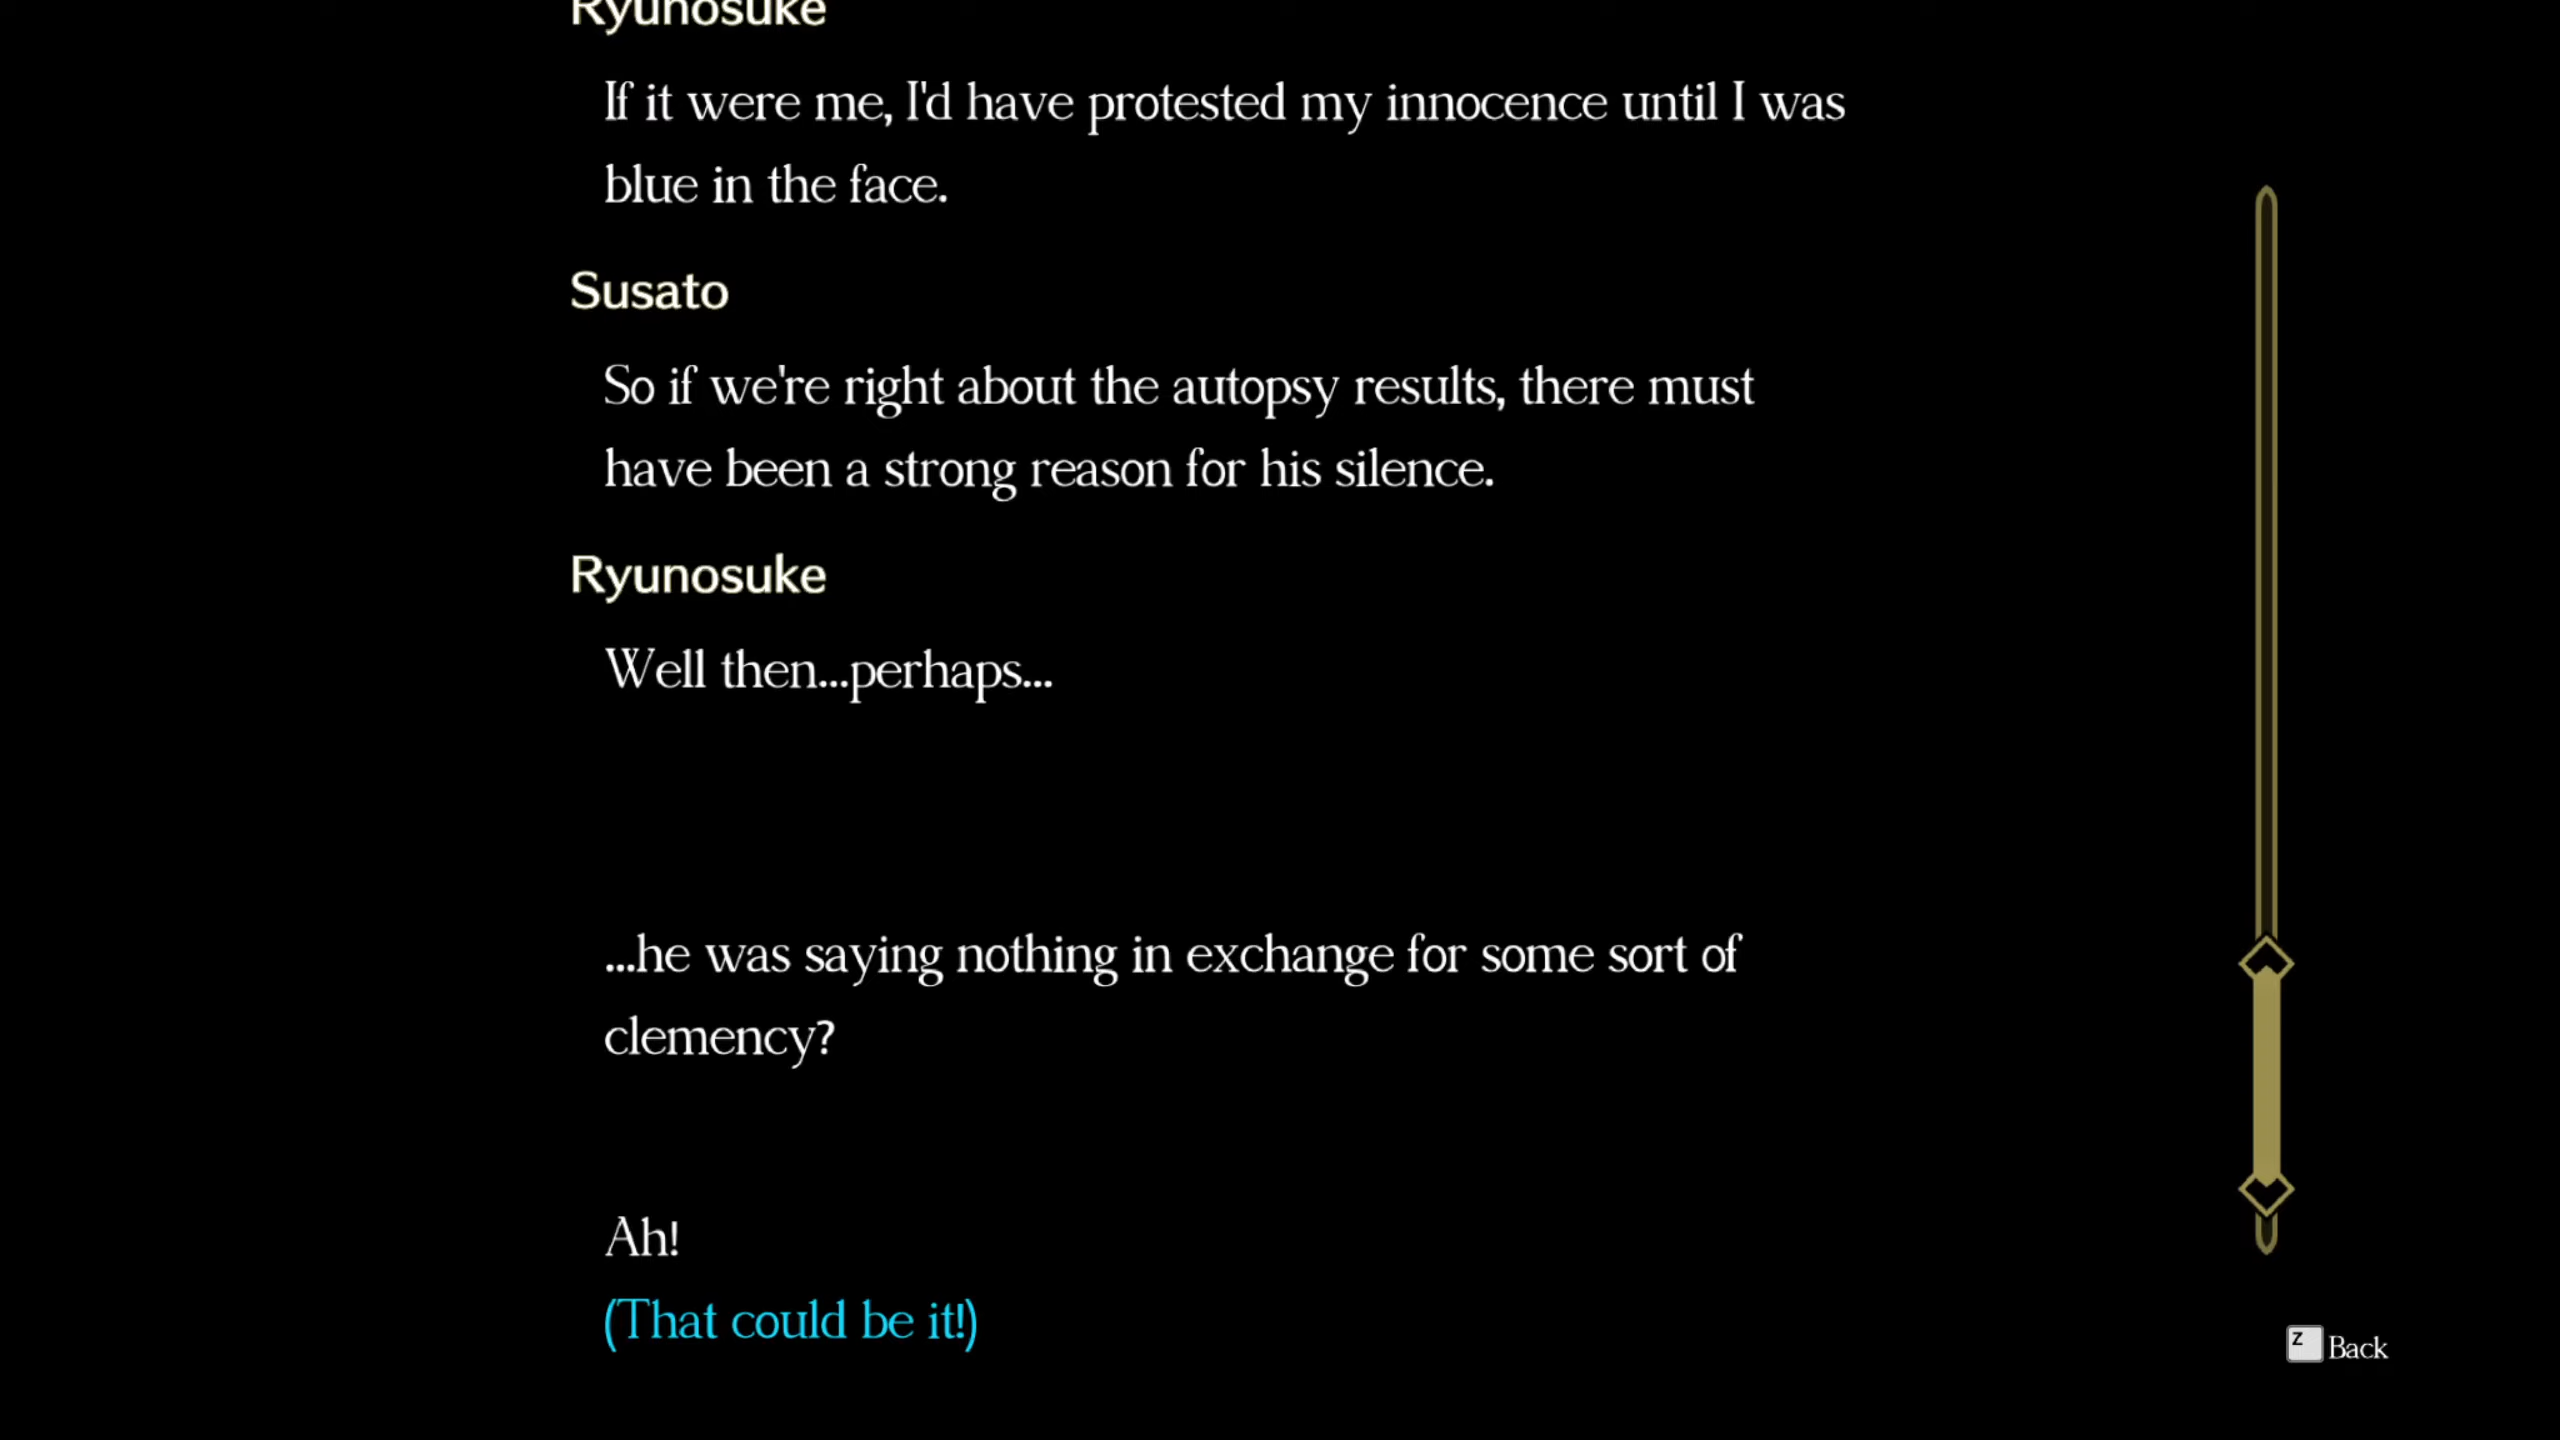 Ryunosuke
If it were me, I'd have protested my innocence until I was
blue in the face.
Susato
So if we're right about the autopsy results, there must
have been a strong reason for his silence.
Ryunosuke
Well then...perhaps...
...he was saying nothing in exchange for some sort of
clemency?
Ah!
(That could be it!)
Z Back